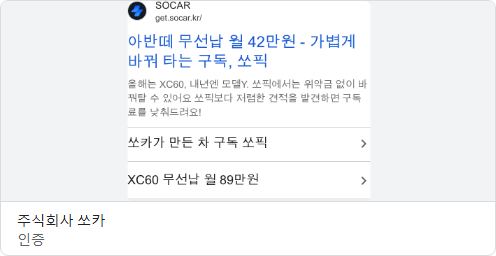 SOCAR
get.socar.kr/
아반떼 무선납 월 42만원 - 가볍게
바꿔 타는 구독, 쏘픽
올해는 XC60, 내년엔 모델Y. 쏘픽에서는 위약금 없이 바
꿔탈 수 있어요 쏘픽보다 저렴한 견적을 발견하면 구독
료를 낮춰드려요!
쏘카가 만든 차 구독 쏘픽
XC60 무선납 월 89만원
주식회사 쏘카
인증